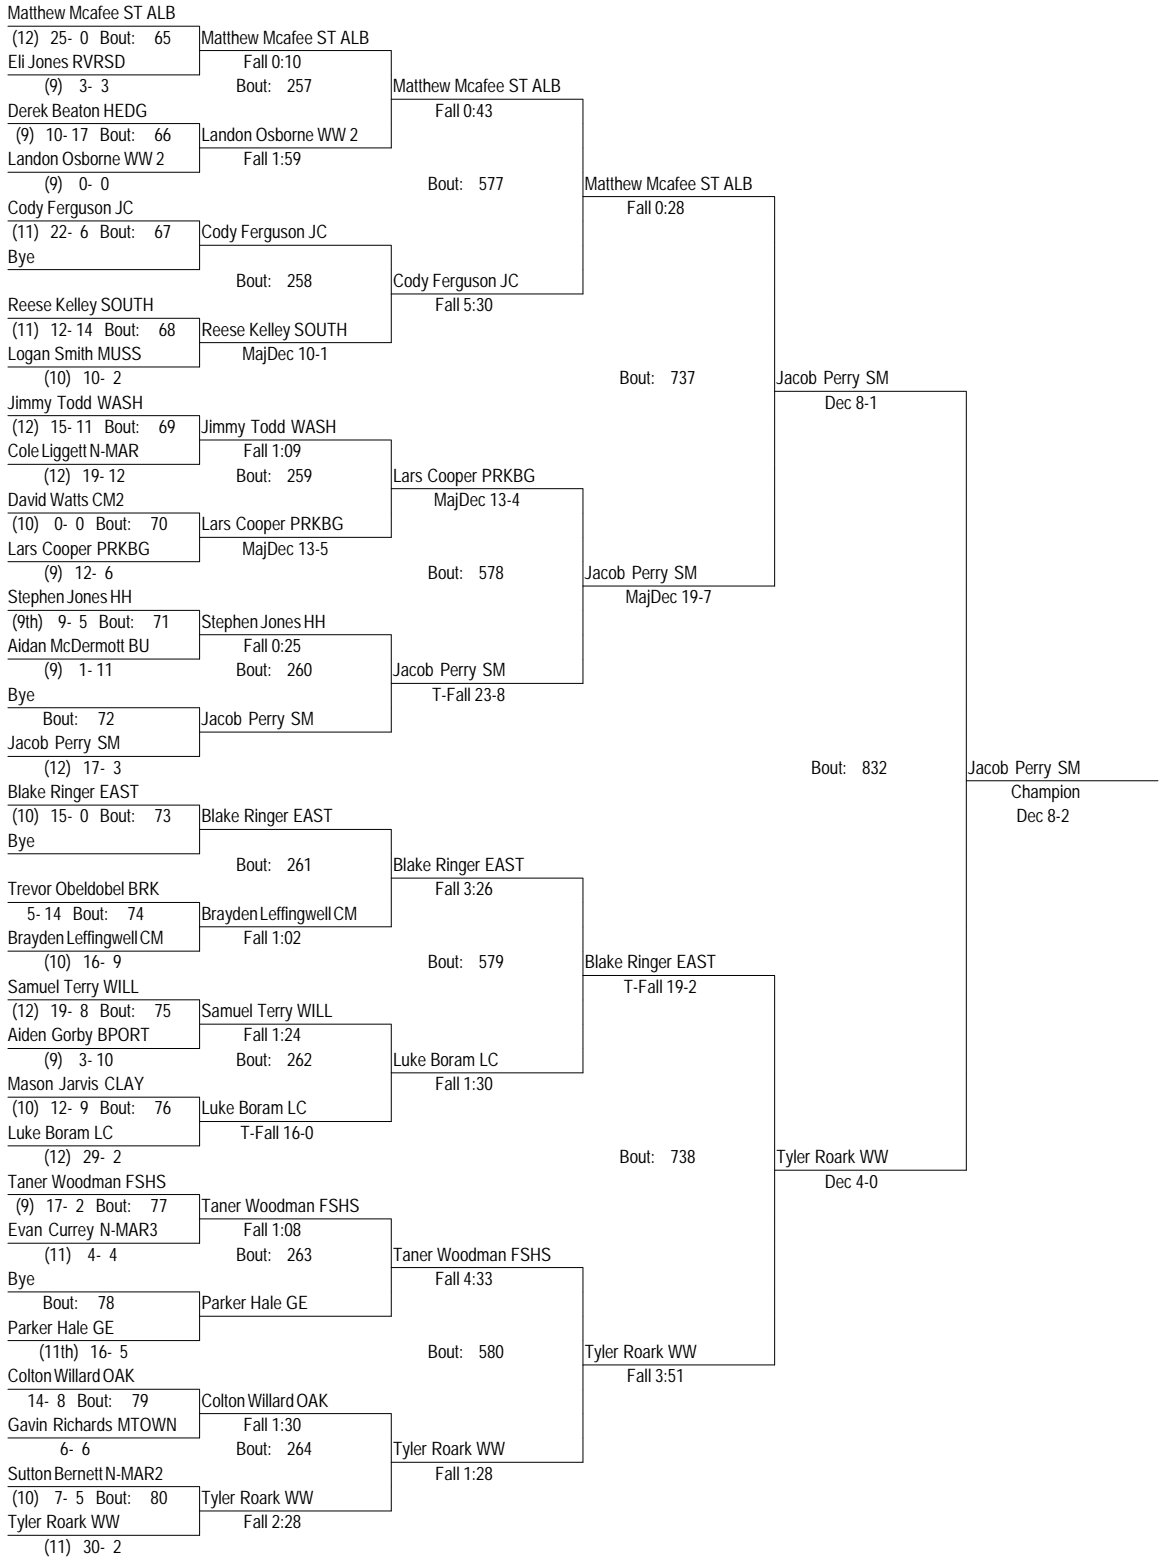 Matthew Mcafee ST ALB
(12) 25- 0 Bout: 65 Matthew Mcafee ST ALB
Eli Jones RVRSD Fall 0:10
(9) 3- 3 Bout: 257 Matthew Mcafee ST ALB
Derek Beaton HEDG Fall 0:43
(9) 10- 17 Bout: 66 Landon Osborne WW 2
Landon Osborne WW 2 Fall 1:59
(9) 0- 0 Bout: 577 Matthew Mcafee ST ALB
Cody Ferguson JC Fall 0:28
(11) 22- 6 Bout: 67 Cody Ferguson JC
Bye
Bout: 258 Cody Ferguson JC
Reese Kelley SOUTH Fall 5:30
(11) 12- 14 Bout: 68 Reese Kelley SOUTH
Logan Smith MUSS MajDec 10-1
(10) 10- 2 Bout: 737 Jacob Perry SM
Jimmy Todd WASH Dec 8-1
(12) 15- 11 Bout: 69 Jimmy Todd WASH
Cole Liggett N-MAR Fall 1:09
(12) 19- 12 Bout: 259 Lars Cooper PRKBG
David Watts CM2 MajDec 13-4
(10) 0- 0 Bout: 70 Lars Cooper PRKBG
Lars Cooper PRKBG MajDec 13-5
(9) 12- 6 Bout: 578 Jacob Perry SM
Stephen Jones HH MajDec 19-7
(9th) 9- 5 Bout: 71 Stephen Jones HH
Aidan McDermott BU Fall 0:25
(9) 1- 11 Bout: 260 Jacob Perry SM
Bye T-Fall 23-8
Bout: 72 Jacob Perry SM
Jacob Perry SM
(12) 17- 3 Bout: 832 Jacob Perry SM
Blake Ringer EAST Champion
(10) 15- 0 Bout: 73 Blake Ringer EAST Dec 8-2
Bye
Bout: 261 Blake Ringer EAST
Trevor Obeldobel BRK Fall 3:26
5- 14 Bout: 74 Brayden Leffingwell CM
Brayden Leffingwell CM Fall 1:02
(10) 16- 9 Bout: 579 Blake Ringer EAST
Samuel Terry WILL T-Fall 19-2
(12) 19- 8 Bout: 75 Samuel Terry WILL
Aiden Gorby BPORT Fall 1:24
(9) 3- 10 Bout: 262 Luke Boram LC
Mason Jarvis CLAY Fall 1:30
(10) 12- 9 Bout: 76 Luke Boram LC
Luke Boram LC T-Fall 16-0
(12) 29- 2 Bout: 738 Tyler Roark WW
Taner Woodman FSHS Dec 4-0
(9) 17- 2 Bout: 77 Taner Woodman FSHS
Evan Currey N-MAR3 Fall 1:08
(11) 4- 4 Bout: 263 Taner Woodman FSHS
Bye Fall 4:33
Bout: 78 Parker Hale GE
Parker Hale GE
(11th) 16- 5 Bout: 580 Tyler Roark WW
Colton Willard OAK Fall 3:51
14- 8 Bout: 79 Colton Willard OAK
Gavin Richards MTOWN Fall 1:30
6- 6 Bout: 264 Tyler Roark WW
Sutton Bernett N-MAR2 Fall 1:28
(10) 7- 5 Bout: 80 Tyler Roark WW
Tyler Roark WW Fall 2:28
(11) 30- 2